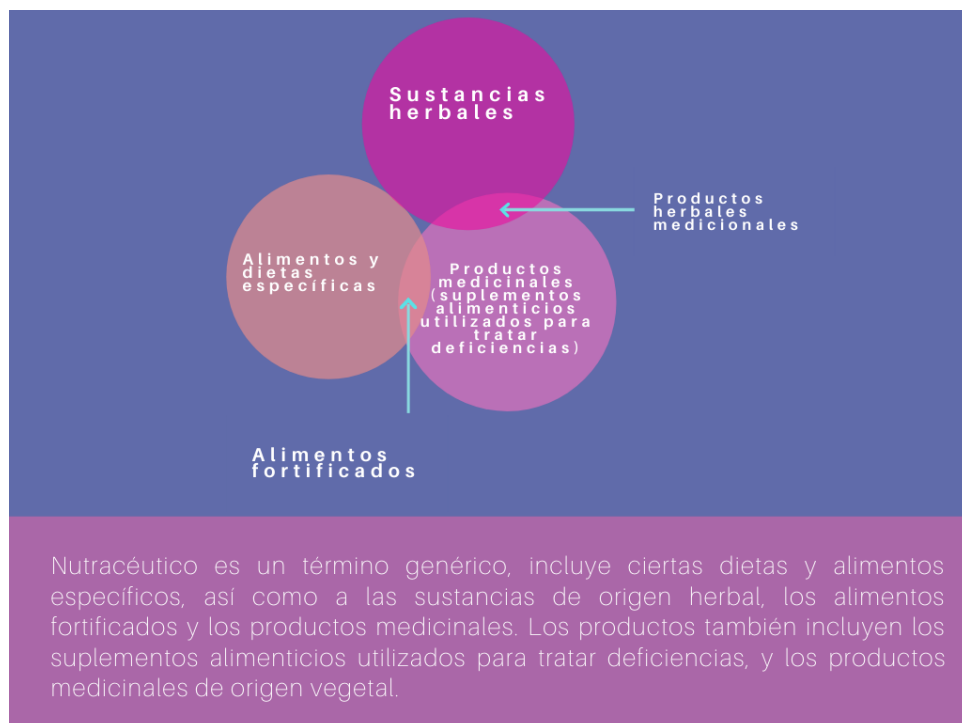 Sustancias
herbales
Productos
herbales
medicionales
Alimentos y
dietas
específicas
Productos
medicinales
(suplementos
alimenticios
utilizados para
tratar
deficiencias)
Alimentos
fortificados
Nutracéutico es un término genérico, incluye ciertas dietas y alimentos
específicos, así como a las sustancias de origen herbal, los alimentos
fortificados y los productos medicinales. Los productos también incluyen los
suplementos alimenticios utilizados para tratar deficiencias, y los productos
medicinales de origen vegetal.